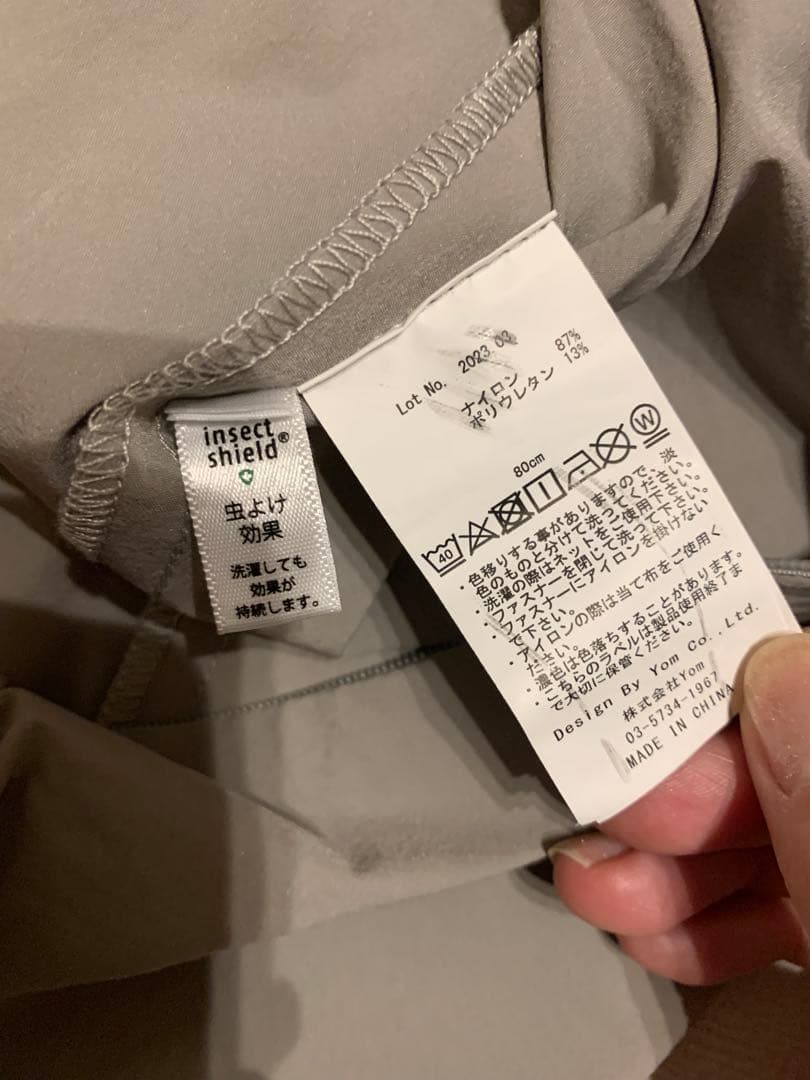 insect
shield®
虫よけ
効果
洗濯しても
効果が
持続します。
Lot No. 2023 03
ナイロン 87%
ポリウレタン 13%
80cm
40 W
・色移りする事がありますので、淡
色のものと分けて洗ってください。
・洗濯の際はネットをご使用下さい。
・ファスナーを閉じて洗って下さい。
・ファスナーにアイロンを掛けない
で下さい。
・アイロンの際は当て布をご使用く
ださい。
・濃色は色落ちすることがあります。
・こちらのラベルは製品使用終了ま
で大切に保管ください。
Design By Yom Co.,Ltd.
株式会社Yom
03-5734-1967
MADE IN CHINA